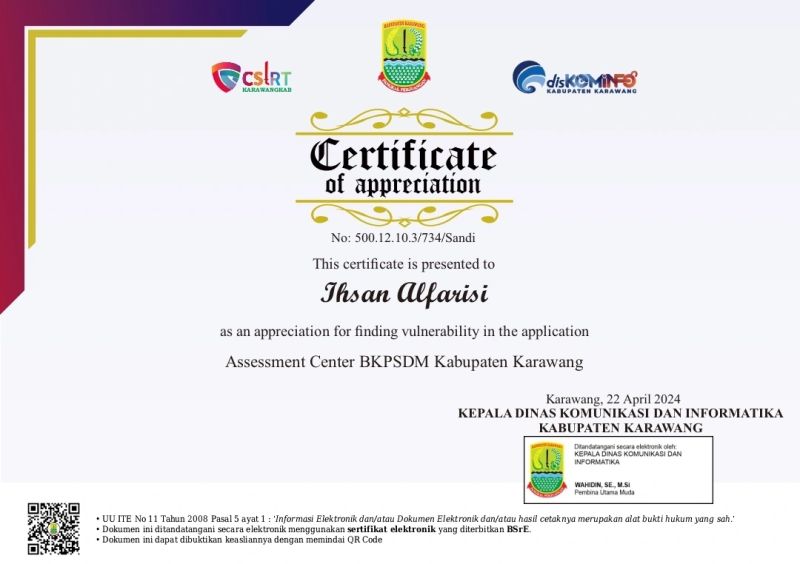 CSIRT
KARAWANGKAB
KABUPATEN KARAWANG
disKOMINFO
KABUPATEN KARAWANG
Certificate
of appreciation
No: 500.12.10.3/734/Sandi
This certificate is presented to
Ihsan Alfarisi
as an appreciation for finding vulnerability in the application
Assessment Center BKPSDM Kabupaten Karawang
Karawang, 22 April 2024
KEPALA DINAS KOMUNIKASI DAN INFORMATIKA
KABUPATEN KARAWANG
Ditandatangani secara elektronik oleh:
KEPALA DINAS KOMUNIKASI DAN
INFORMATIKA
WAHIDIN, SE., M.Si
Pembina Utama Muda
• UU ITE No 11 Tahun 2008 Pasal 5 ayat 1 : 'Informasi Elektronik dan/atau Dokumen Elektronik dan/atau hasil cetaknya merupakan alat bukti hukum yang sah.'
• Dokumen ini ditandatangani secara elektronik menggunakan sertifikat elektronik yang diterbitkan BSrE.
• Dokumen ini dapat dibuktikan keasliannya dengan memindai QR Code